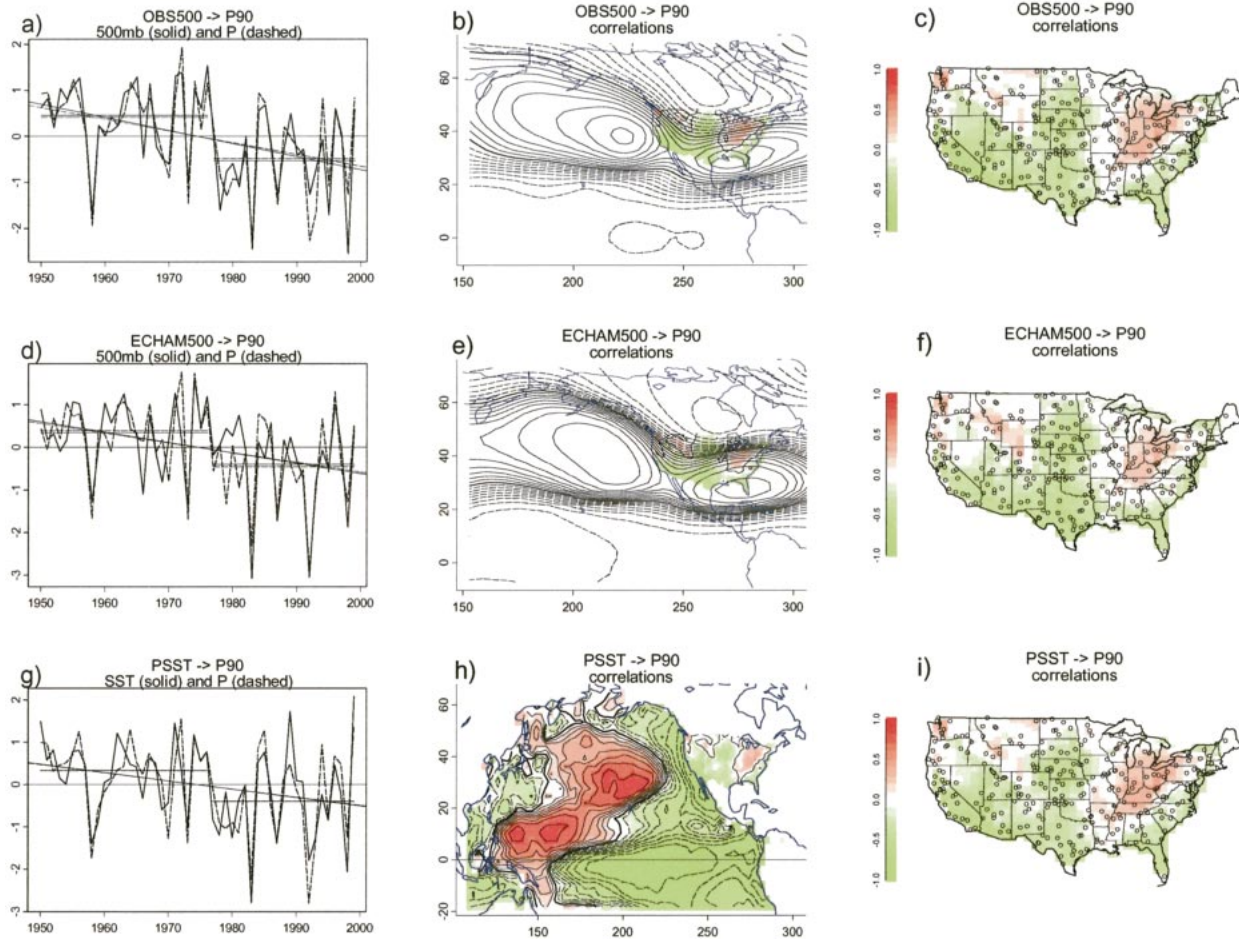 a)
OBS500 -> P90
500mb (solid) and P (dashed)
2
1
0
-1
-2
1950 1960 1970 1980 1990 2000
b)
OBS500 -> P90
correlations
60
40
20
0
150 200 250 300
c)
OBS500 -> P90
correlations
1.0
0.5
0.0
-0.5
-1.0
d)
ECHAM500 -> P90
500mb (solid) and P (dashed)
1
0
-1
-2
-3
1950 1960 1970 1980 1990 2000
e)
ECHAM500 -> P90
correlations
60
40
20
0
150 200 250 300
f)
ECHAM500 -> P90
correlations
1.0
0.5
0.0
-0.5
-1.0
g)
PSST -> P90
SST (solid) and P (dashed)
2
1
0
-1
-2
-3
1950 1960 1970 1980 1990 2000
h)
PSST -> P90
correlations
60
40
20
0
-20
150 200 250 300
i)
PSST -> P90
correlations
1.0
0.5
0.0
-0.5
-1.0